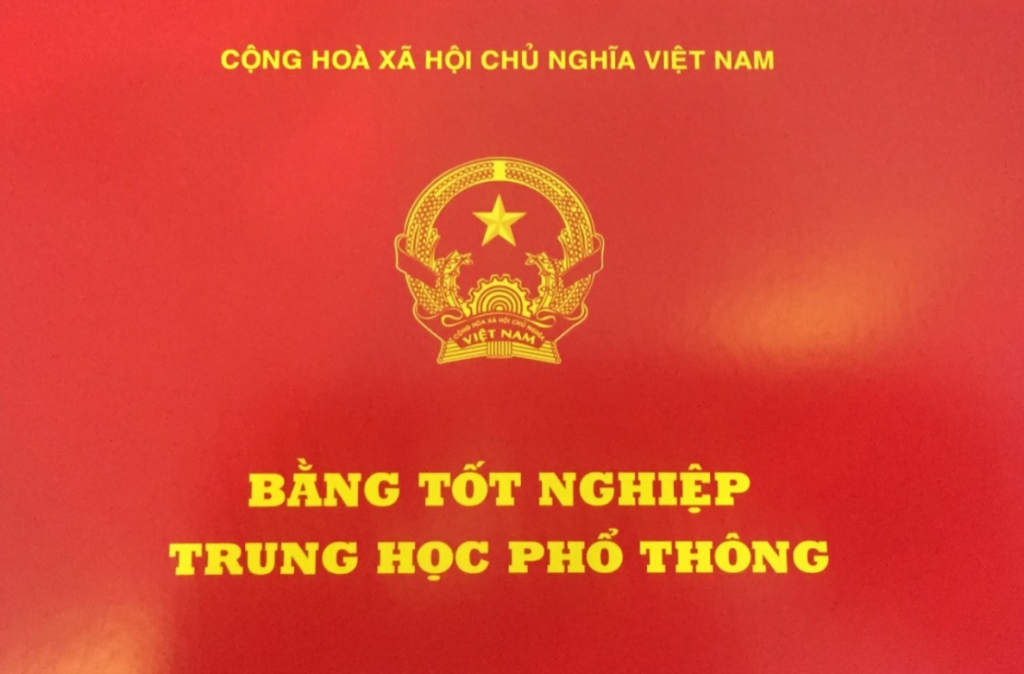 CỘNG HOÀ XÃ HỘI CHỦ NGHĨA VIỆT NAM
CỘNG HÒA XÃ HỘI CHỦ NGHĨA
VIỆT NAM
BẰNG TỐT NGHIỆP
TRUNG HỌC PHỔ THÔNG